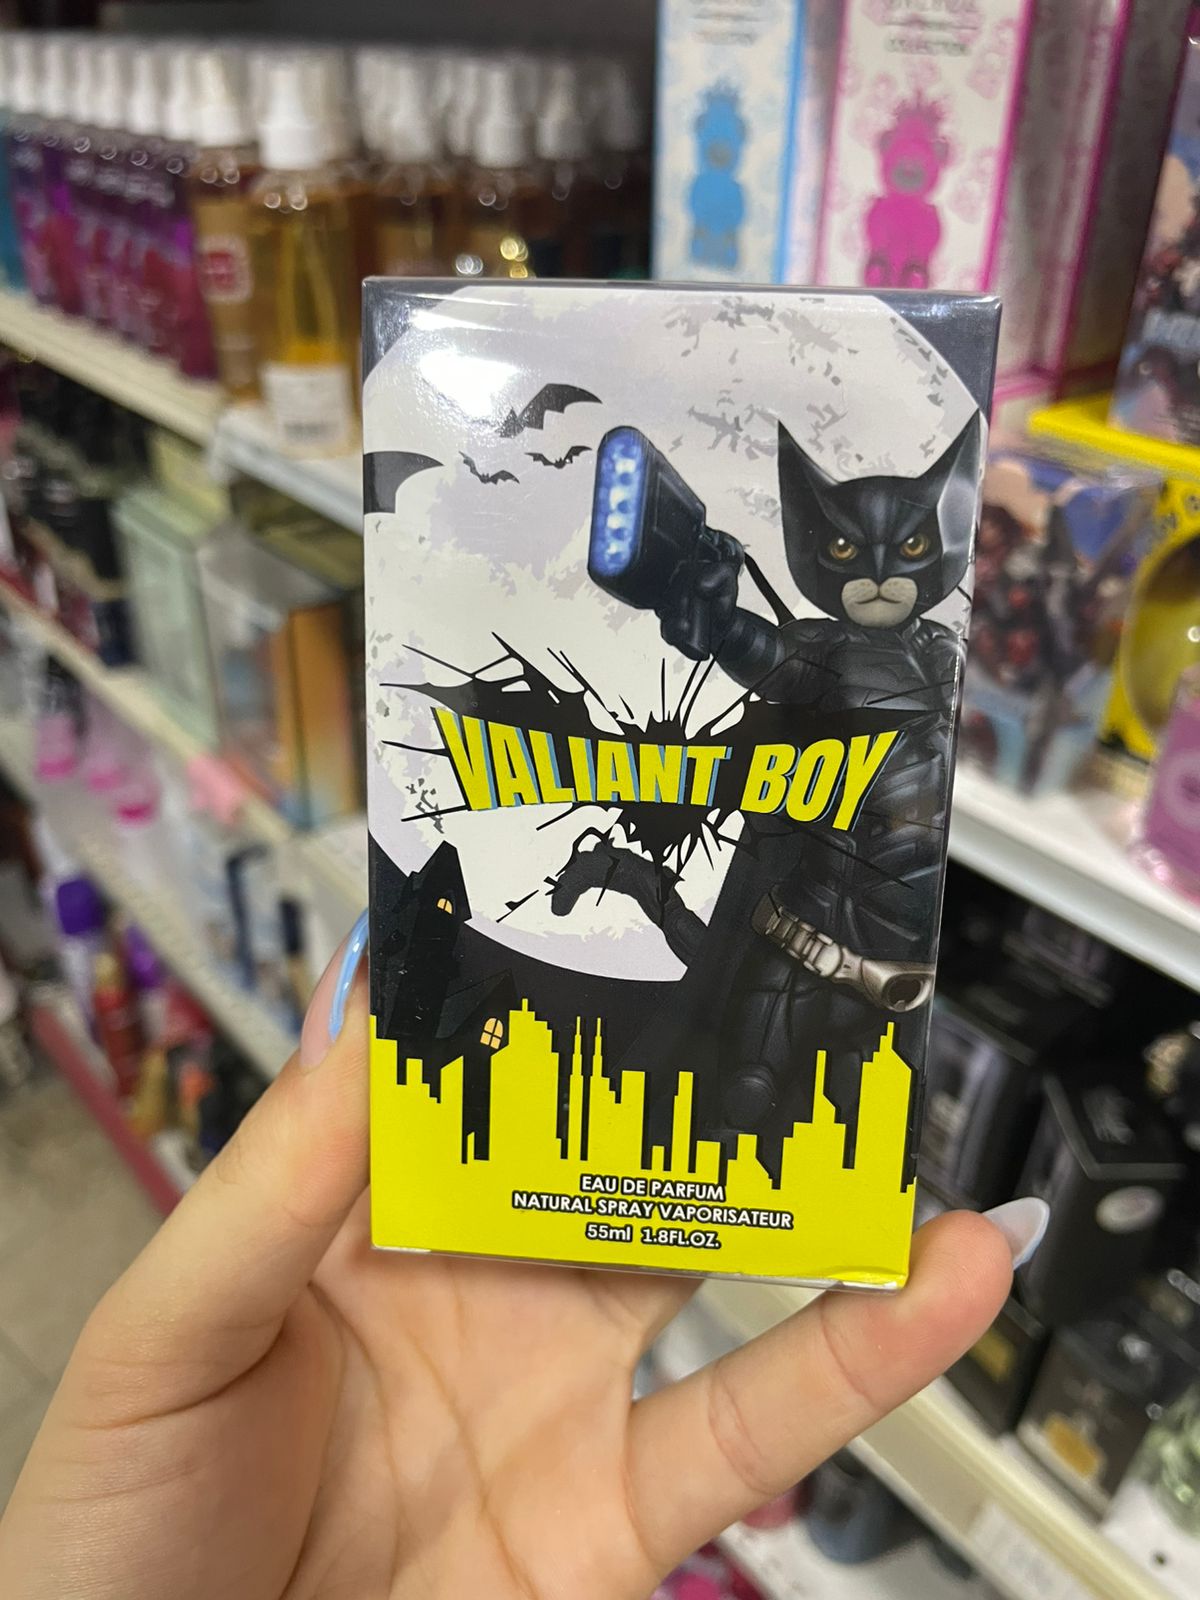 VALIANT BOY
EAU DE PARFUM
NATURAL SPRAY VAPORISATEUR
55ml 1.8FL.OZ.